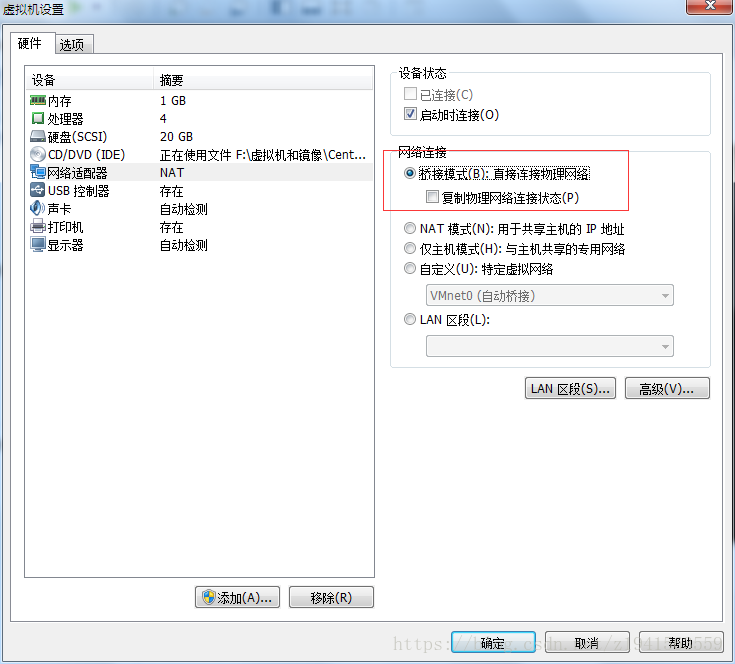 虚拟机设置
硬件 选项
设备 摘要
内存 1 GB
处理器 4
硬盘(SCSI) 20 GB
CD/DVD (IDE) 正在使用文件 F:\虚拟机和镜像\Cent...
网络适配器 NAT
USB 控制器 存在
声卡 自动检测
打印机 存在
显示器 自动检测
添加(A)... 移除(R)
设备状态
已连接(C)
启动时连接(O)
网络连接
桥接模式(B): 直接连接物理网络
复制物理网络连接状态(P)
NAT 模式(N): 用于共享主机的 IP 地址
仅主机模式(H): 与主机共享的专用网络
自定义(U): 特定虚拟网络
VMnet0 (自动桥接)
LAN 区段(L):
LAN 区段(S)... 高级(V)...
确定 取消 帮助